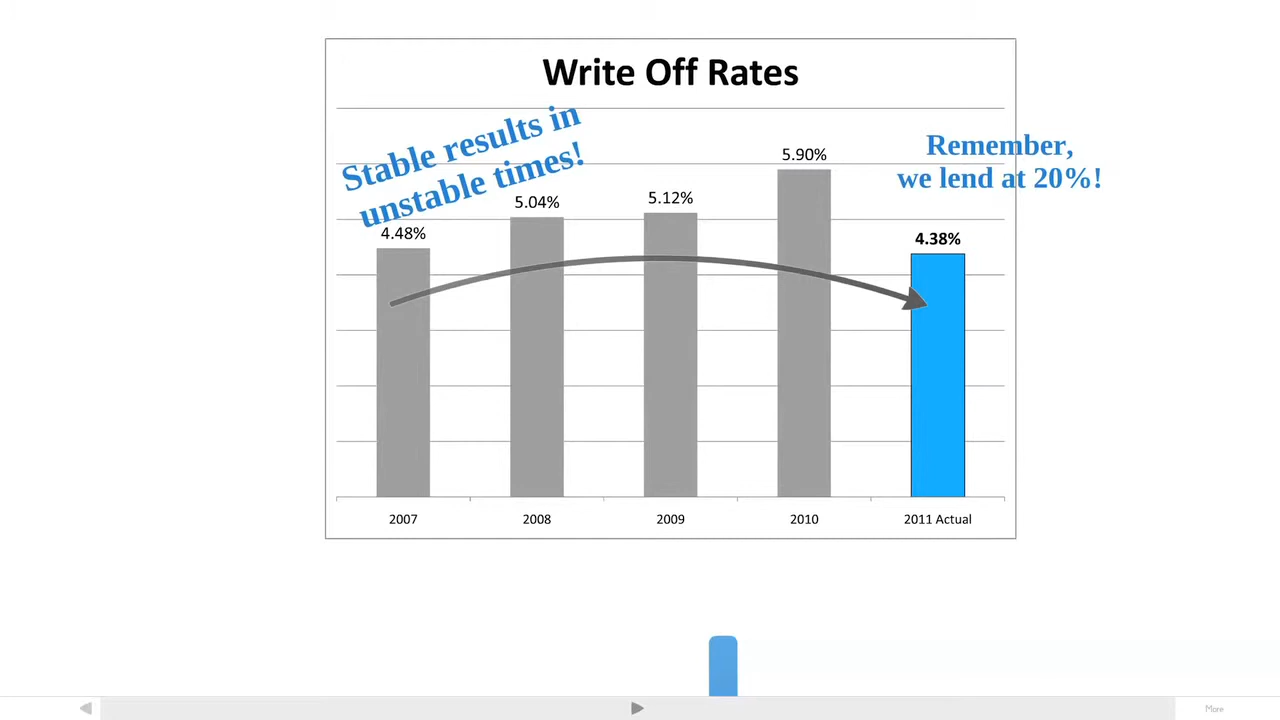 Write Off Rates
Stable results in
unstable times!
Remember,
we lend at 20%!
4.48%
5.04%
5.12%
5.90%
4.38%
2007
2008
2009
2010
2011 Actual
More